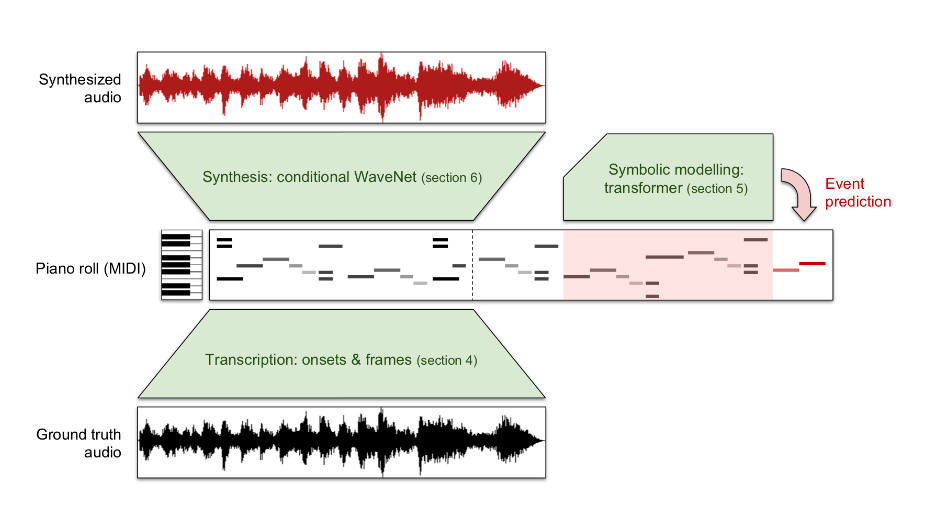 Synthesized
audio
Synthesis: conditional WaveNet (section 6)
Symbolic modelling:
transformer (section 5)
Event
prediction
Piano roll (MIDI)
Transcription: onsets & frames (section 4)
Ground truth
audio